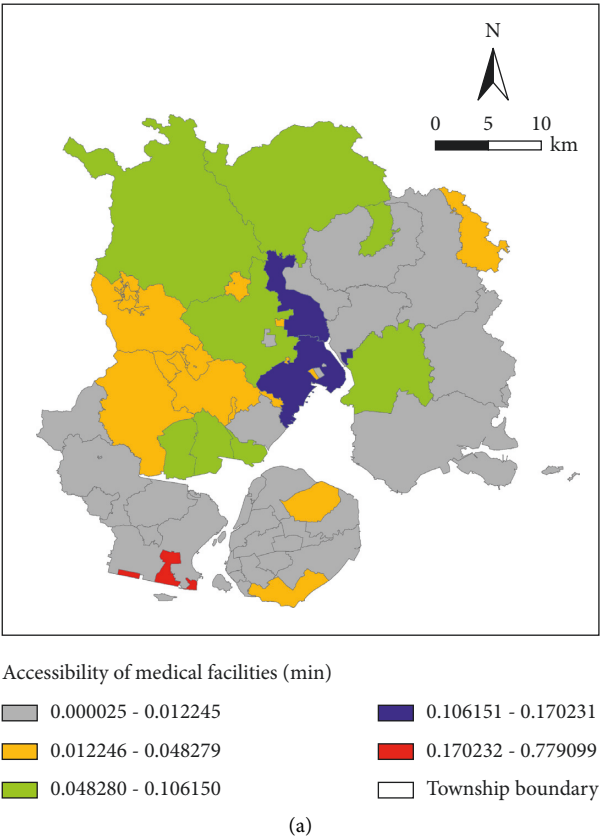 N
0 5 10
km
Accessibility of medical facilities (min)
0.000025 - 0.012245
0.012246 - 0.048279
0.048280 - 0.106150
0.106151 - 0.170231
0.170232 - 0.779099
Township boundary
(a)